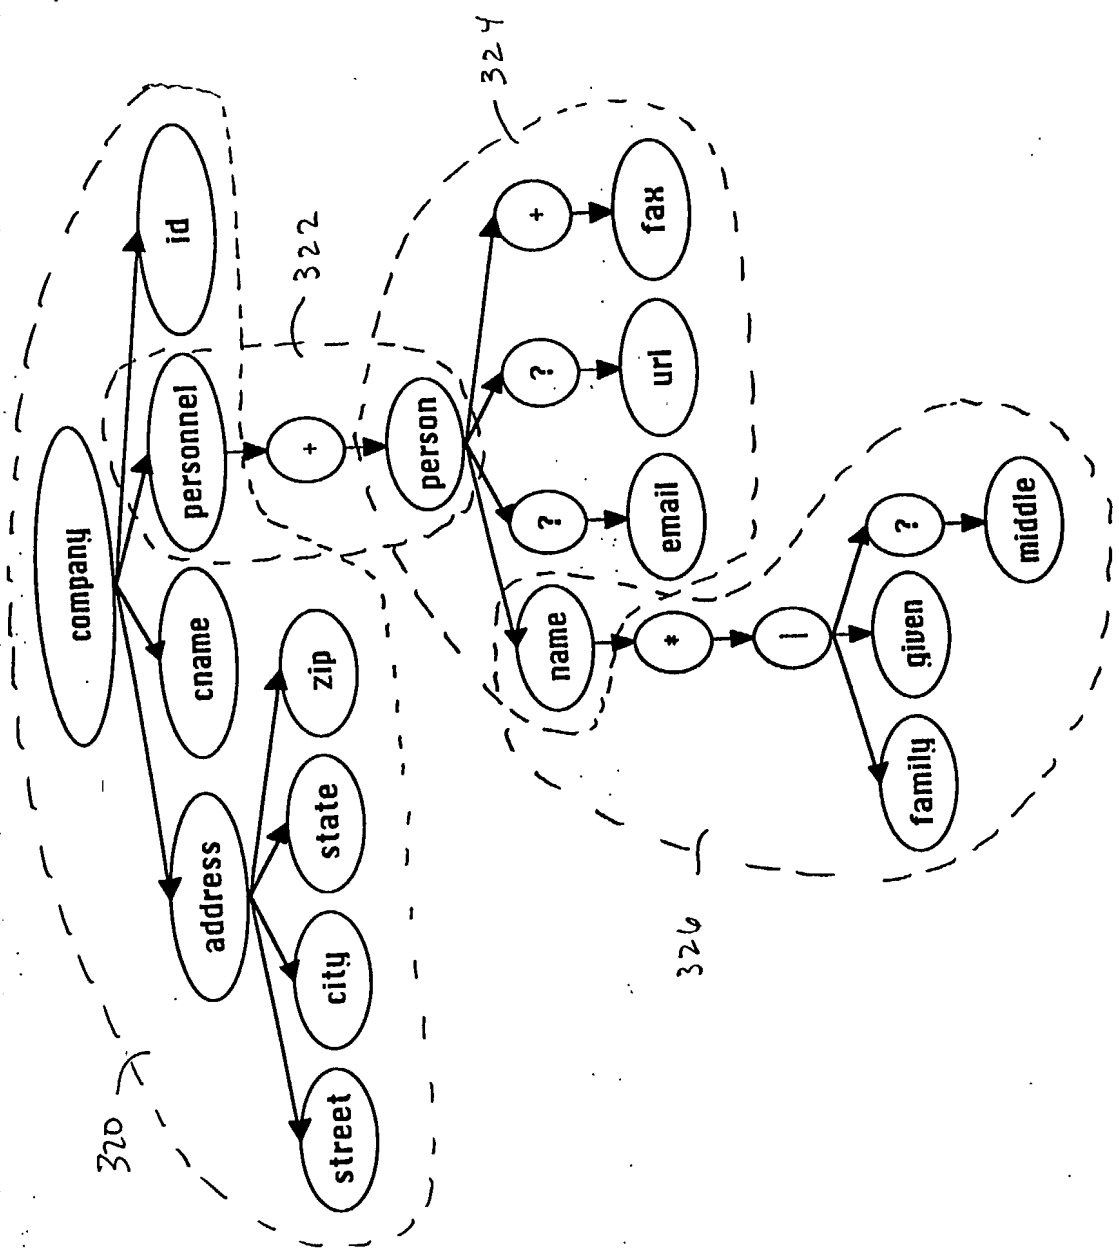 company
320
address
cname
personnel
id
street
city
state
zip
+
322
person
324
name
?
?
+
email
url
fax
*
326
|
family
given
?
middle